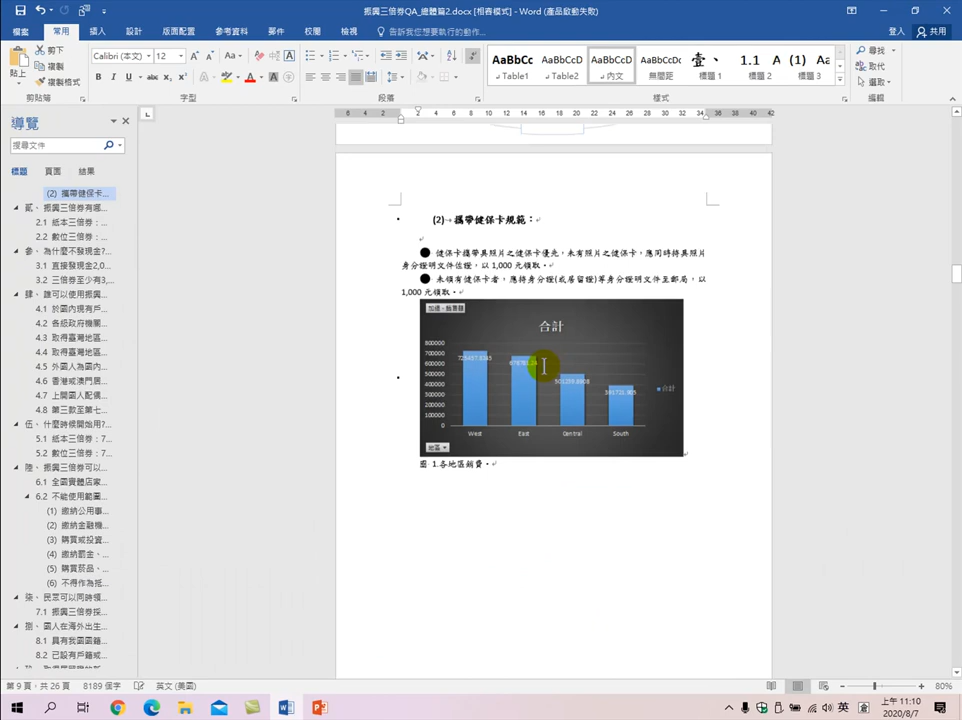 振興三倍券QA_總體篇2.docx [相容模式] - Word (產品啟動失敗)
檔案 常用 插入 設計 版面配置 參考資料 郵件 校閱 檢視 告訴我您想執行的動作... 登入 共用
貼上 剪下 複製 複製格式
Calibri (本文) 12
AaBbCc AaBbCcD AaBbCcD AaBbCcDc 壹、 1.1 A (1) Aa
Table1 Table2 內文 無間距 標題 1 標題 2 標題 3
尋找 取代 選取
剪貼簿 字型 段落 樣式 編輯
導覽
搜尋文件
標題 頁面 結果
(2) 攜帶健保卡...
貳、 振興三倍券有哪...
2.1 紙本三倍券：...
2.2 數位三倍券：...
參、 為什麼不發現金?...
3.1 直接發現金2,0...
3.2 三倍券至少有3,...
肆、 誰可以使用振興...
4.1 於國內現有戶...
4.2 各級政府機關...
4.3 取得臺灣地區...
4.4 取得臺灣地區...
4.5 外國人為國內...
4.6 香港或澳門居...
4.7 上開人配偶...
4.8 第三款至第七...
伍、 什麼時候開始用?...
5.1 紙本三倍券：7...
5.2 數位三倍券：7...
陸、 振興三倍券可以...
6.1 全國實體店家...
6.2 不能使用範圍...
(1) 繳納公用事...
(2) 繳納金融機...
(3) 購買或投資...
(4) 繳納罰金、...
(5) 購買菸品、...
(6) 不得作為抵...
柒、 民眾可以同時領...
7.1 振興三倍券採...
捌、 國人在海外出生...
8.1 具有我國國籍...
8.2 已設有戶籍或...
(2) 攜帶健保卡規範：
健保卡攜帶具照片之健保卡優先，未有照片之健保卡，應同時持具照片
身分證明文件佐證，以 1,000 元領取。
未領有健保卡者，應持身分證(或居留證)等身分證明文件至郵局，以
1,000 元領取。
加總 - 銷售額
合計
800000
700000
600000
500000
400000
300000
200000
100000
0
725457.8245
501239.8908
391721.905
West East Central South
合計
地區
圖 1.各地區銷費。
第 9 頁，共 26 頁 8189 個字 英文 (美國) 80%
上午 11:10
2020/8/7
英